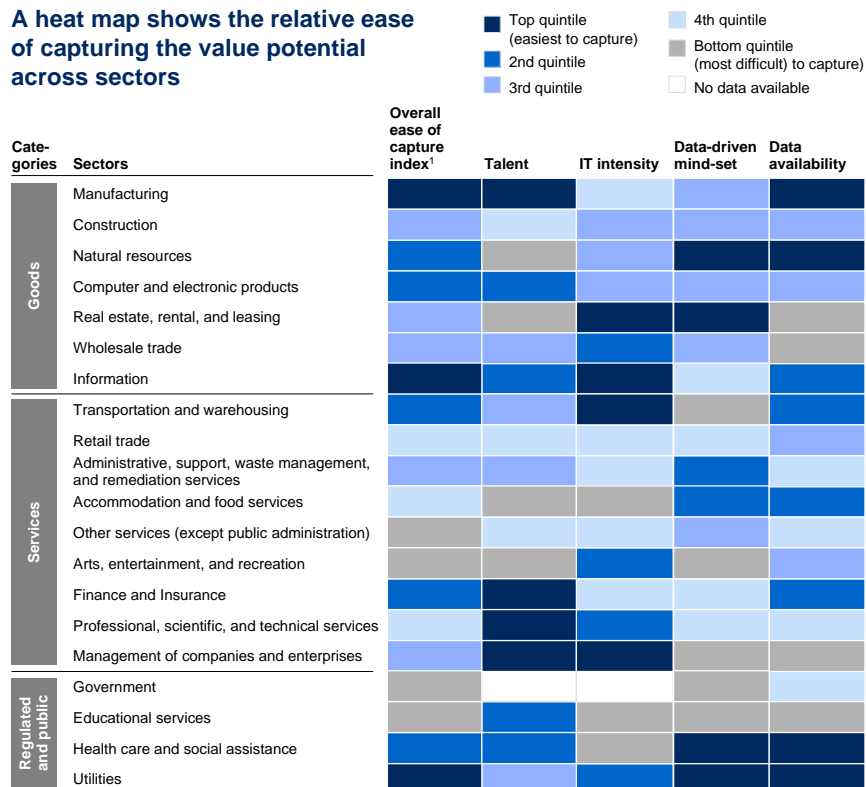 A heat map shows the relative ease
of capturing the value potential
across sectors
Top quintile
(easiest to capture)
2nd quintile
3rd quintile
4th quintile
Bottom quintile
(most difficult) to capture)
No data available
Cate-
gories
Sectors
Overall
ease of
capture
index1
Talent
IT intensity
Data-driven
mind-set
Data
availability
Goods
Manufacturing
Construction
Natural resources
Computer and electronic products
Real estate, rental, and leasing
Wholesale trade
Information
Services
Transportation and warehousing
Retail trade
Administrative, support, waste management,
and remediation services
Accommodation and food services
Other services (except public administration)
Arts, entertainment, and recreation
Finance and Insurance
Professional, scientific, and technical services
Management of companies and enterprises
Regulated
and public
Government
Educational services
Health care and social assistance
Utilities